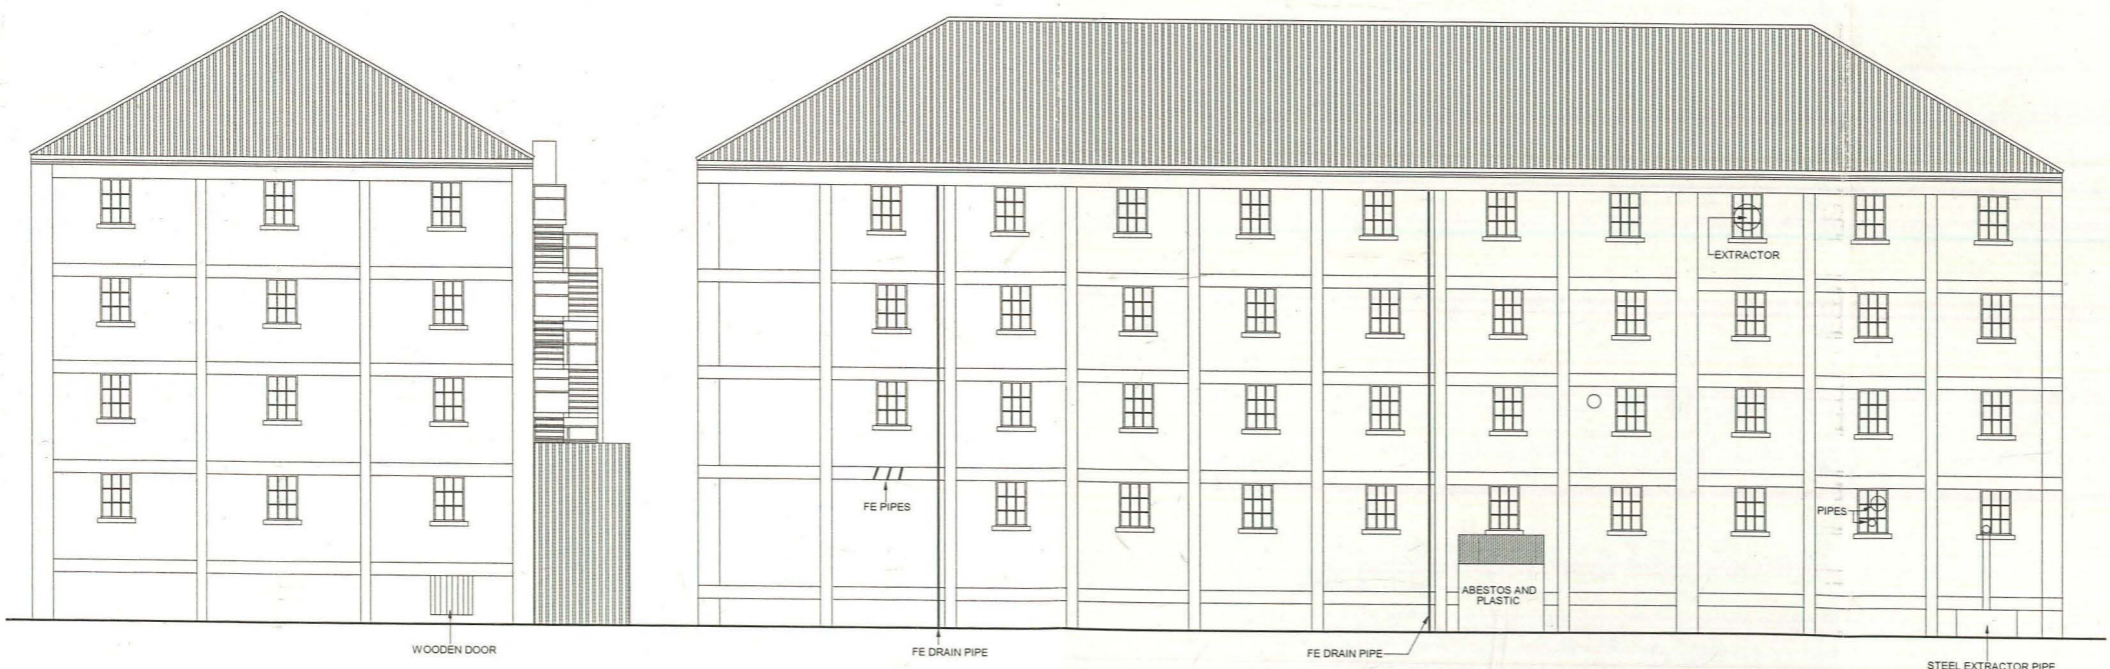 EXTRACTOR
FE PIPES
PIPES
ABESTOS AND
PLASTIC
WOODEN DOOR
FE DRAIN PIPE
FE DRAIN PIPE
STEEL EXTRACTOR PIPE